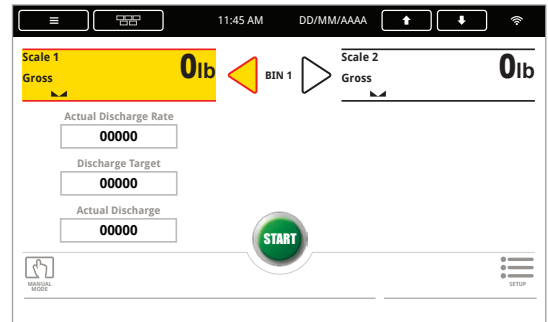 11:45 AM DD/MM/AAAA
Scale 1
Gross
0lb
BIN 1
Scale 2
Gross
0lb
Actual Discharge Rate
00000
Discharge Target
00000
Actual Discharge
00000
START
MANUAL
MODE
SETUP